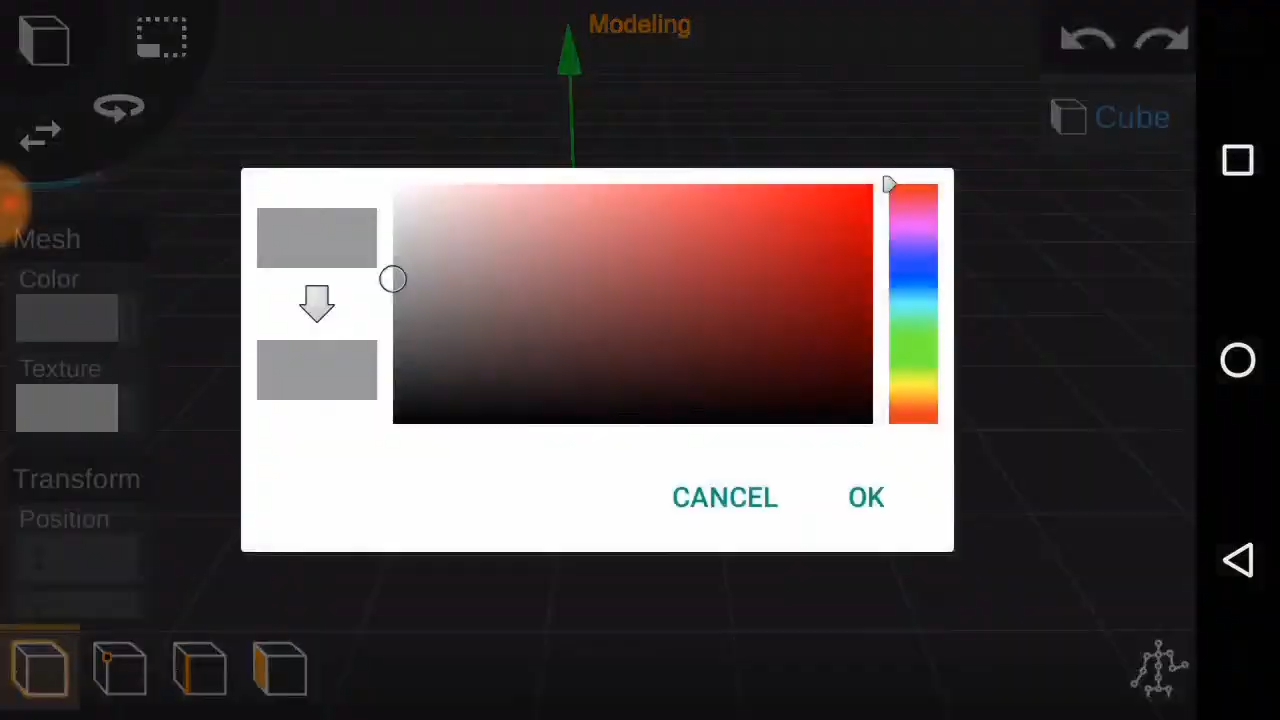 Modeling
Cube
Mesh
Color
Texture
Transform
Position
CANCEL
OK